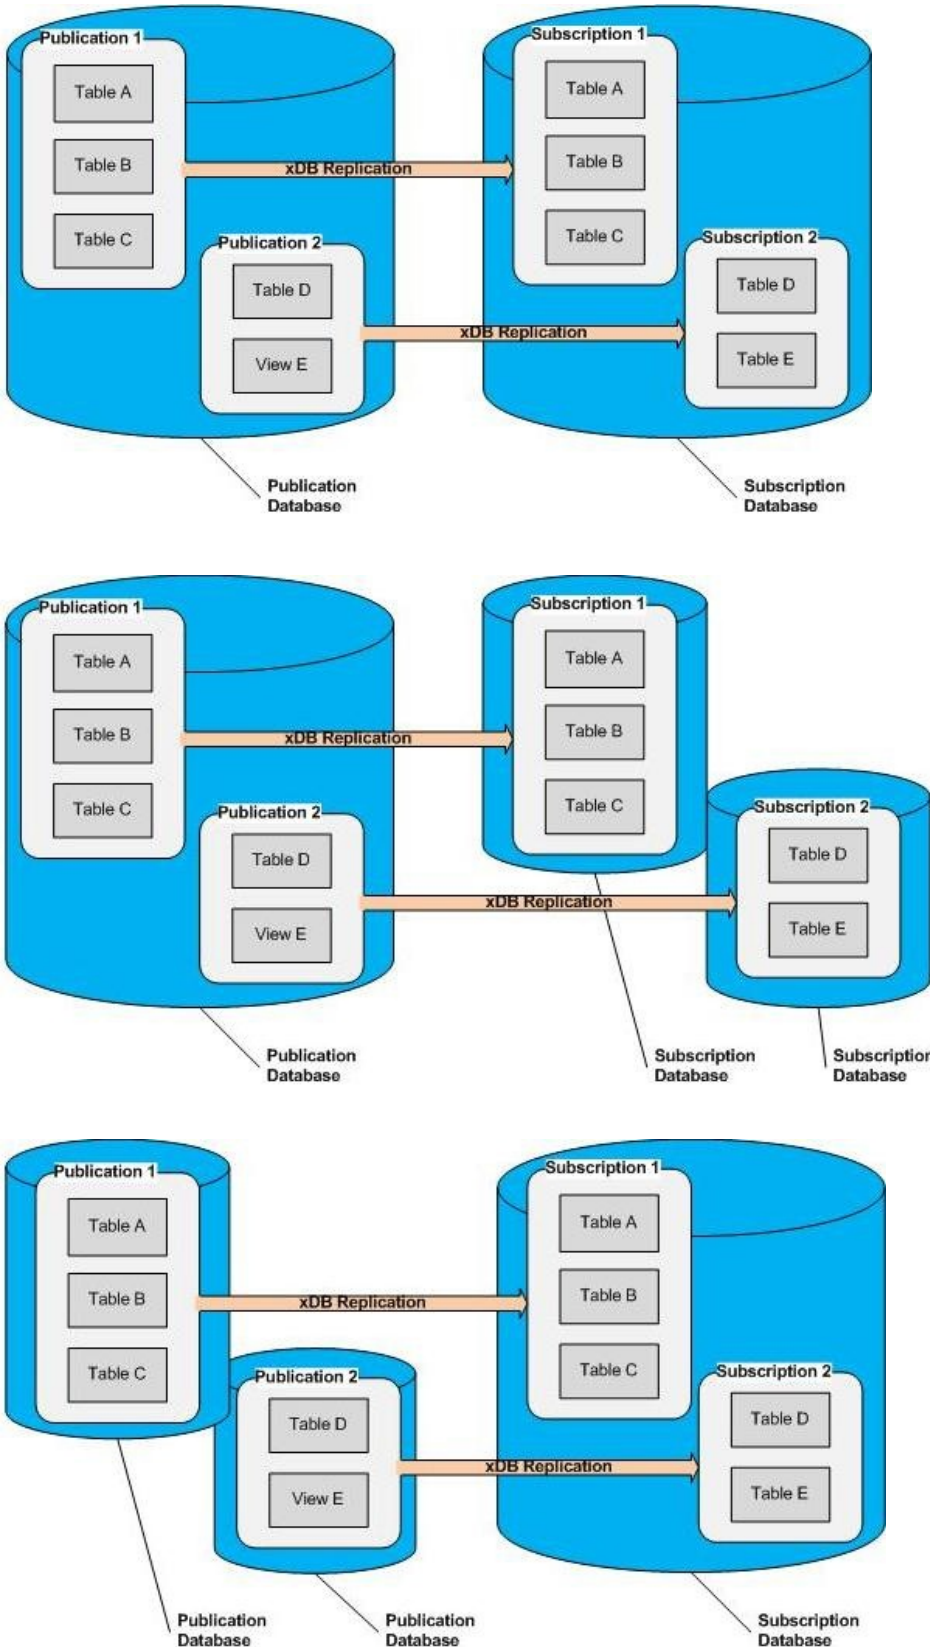 Publication 1
Table A
Table B
Table C
Publication 2
Table D
View E
xDB Replication
xDB Replication
Subscription 1
Table A
Table B
Table C
Subscription 2
Table D
Table E
Publication
Database
Subscription
Database
Publication 1
Table A
Table B
Table C
Publication 2
Table D
View E
xDB Replication
xDB Replication
Subscription 1
Table A
Table B
Table C
Subscription 2
Table D
Table E
Publication
Database
Subscription
Database
Subscription
Database
Publication 1
Table A
Table B
Table C
Publication 2
Table D
View E
xDB Replication
xDB Replication
Subscription 1
Table A
Table B
Table C
Subscription 2
Table D
Table E
Publication
Database
Publication
Database
Subscription
Database